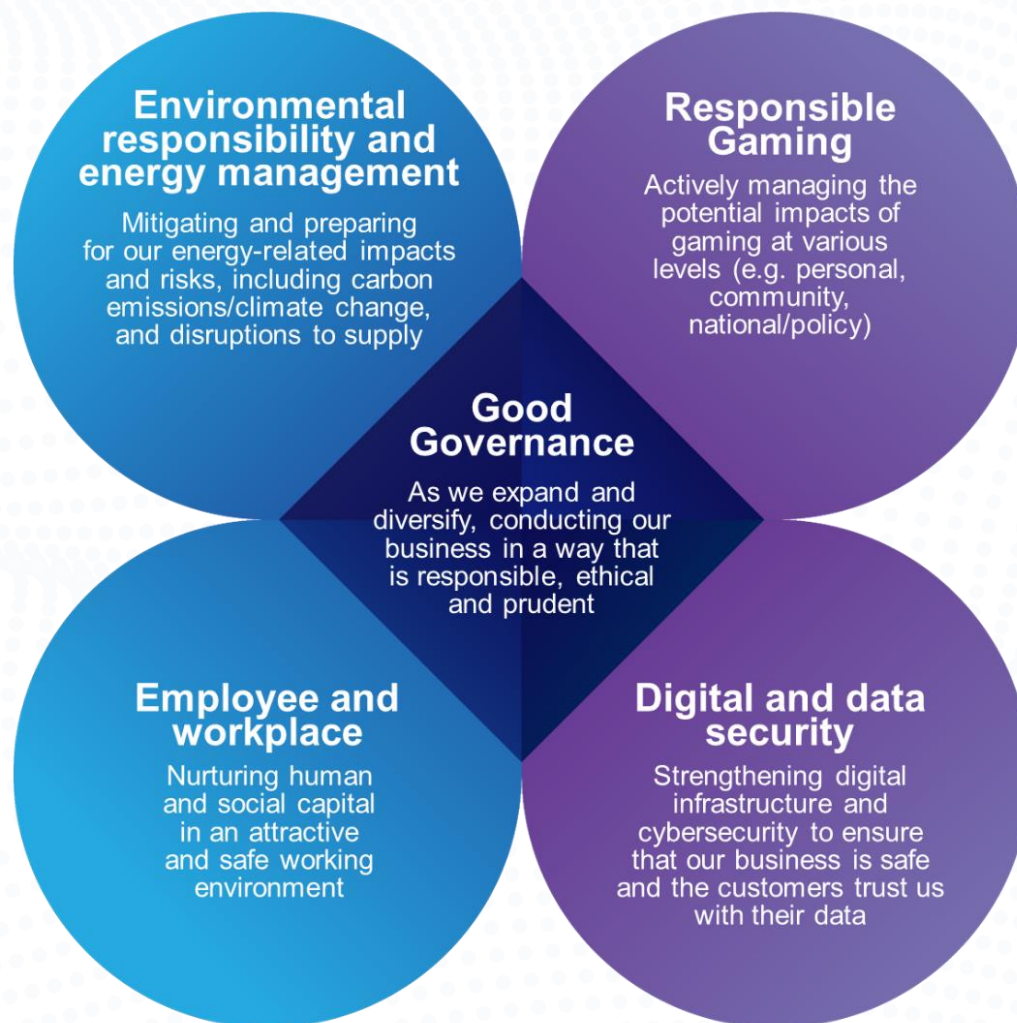 Environmental
responsibility and
energy management
Mitigating and preparing
for our energy-related impacts
and risks, including carbon
emissions/climate change,
and disruptions to supply
Responsible
Gaming
Actively managing the
potential impacts of
gaming at various
levels (e.g. personal,
community,
national/policy)
Good
Governance
As we expand and
diversify, conducting our
business in a way that
is responsible, ethical
and prudent
Employee and
workplace
Nurturing human
and social capital
in an attractive
and safe working
environment
Digital and data
security
Strengthening digital
infrastructure and
cybersecurity to ensure
that our business is safe
and the customers trust us
with their data